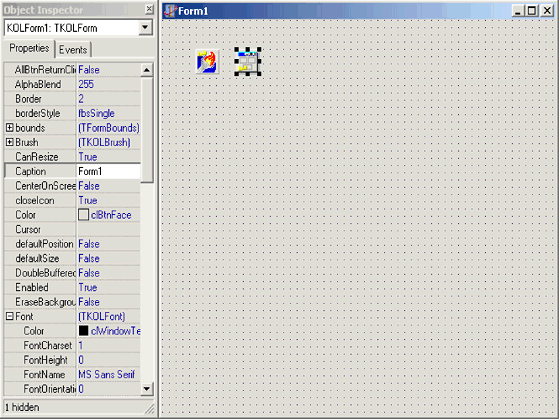 Object Inspector
KOLForm1: TKOLForm
Properties Events
AllBtnReturnCli False
AlphaBlend 255
Border 2
borderStyle fbsSingle
bounds (TFormBounds)
Brush (TKOLBrush)
CanResize True
Caption Form1
CenterOnScree False
closeIcon True
Color clBtnFace
Cursor
defaultPosition False
defaultSize False
DoubleBuffered False
Enabled True
EraseBackgrou False
Font (TKOLFont)
Color clWindowTe
FontCharset 1
FontHeight 0
FontName MS Sans Serif
FontOrientati 0
1 hidden
Form1